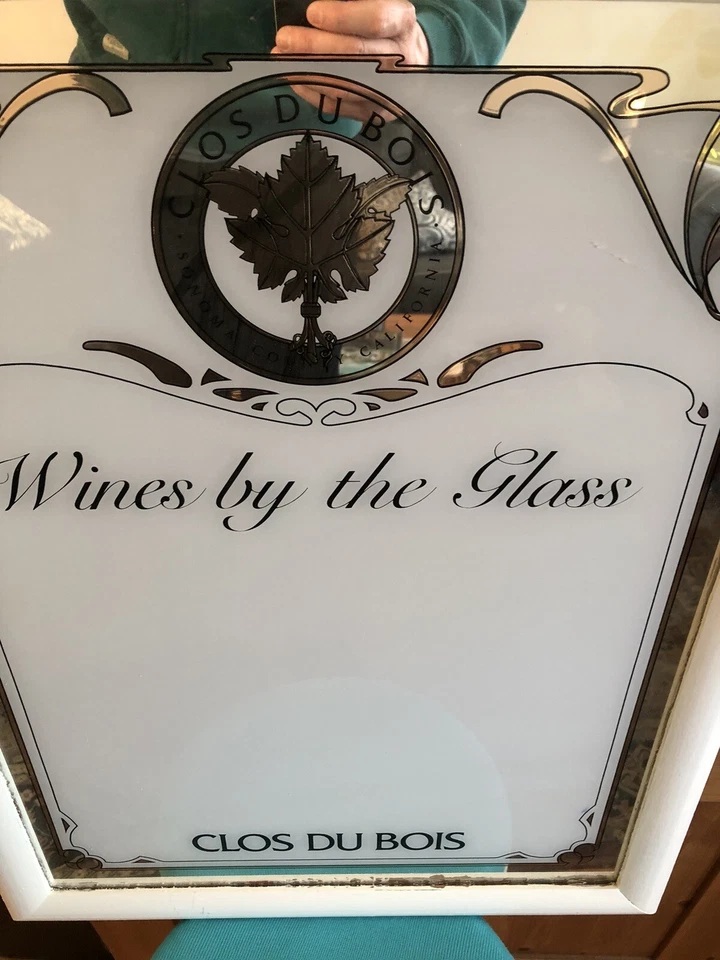 CLOS DU BOIS
· SONOMA COUNTY CALIFORNIA ·
Wines by the Glass
CLOS DU BOIS